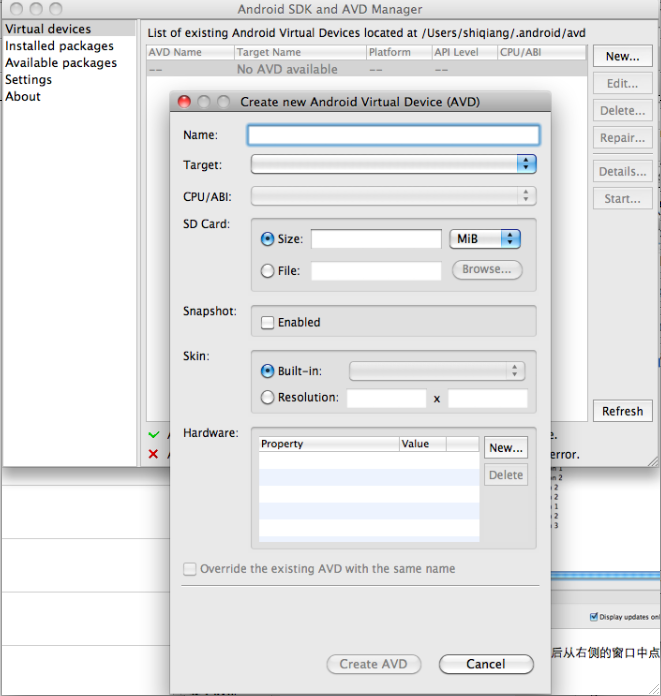 Android SDK and AVD Manager
Virtual devices
Installed packages
Available packages
Settings
About
List of existing Android Virtual Devices located at /Users/shiqiang/.android/avd
AVD Name Target Name Platform API Level CPU/ABI
-- No AVD available -- --
New...
Edit...
Delete...
Repair...
Details...
Start...
Refresh
Create new Android Virtual Device (AVD)
Name:
Target:
CPU/ABI:
SD Card:
Size: MiB
File: Browse...
Snapshot:
Enabled
Skin:
Built-in:
Resolution: x
Hardware:
Property Value
New...
Delete
Override the existing AVD with the same name
Create AVD Cancel
error.
Display updates onl
后从右侧的窗口中点